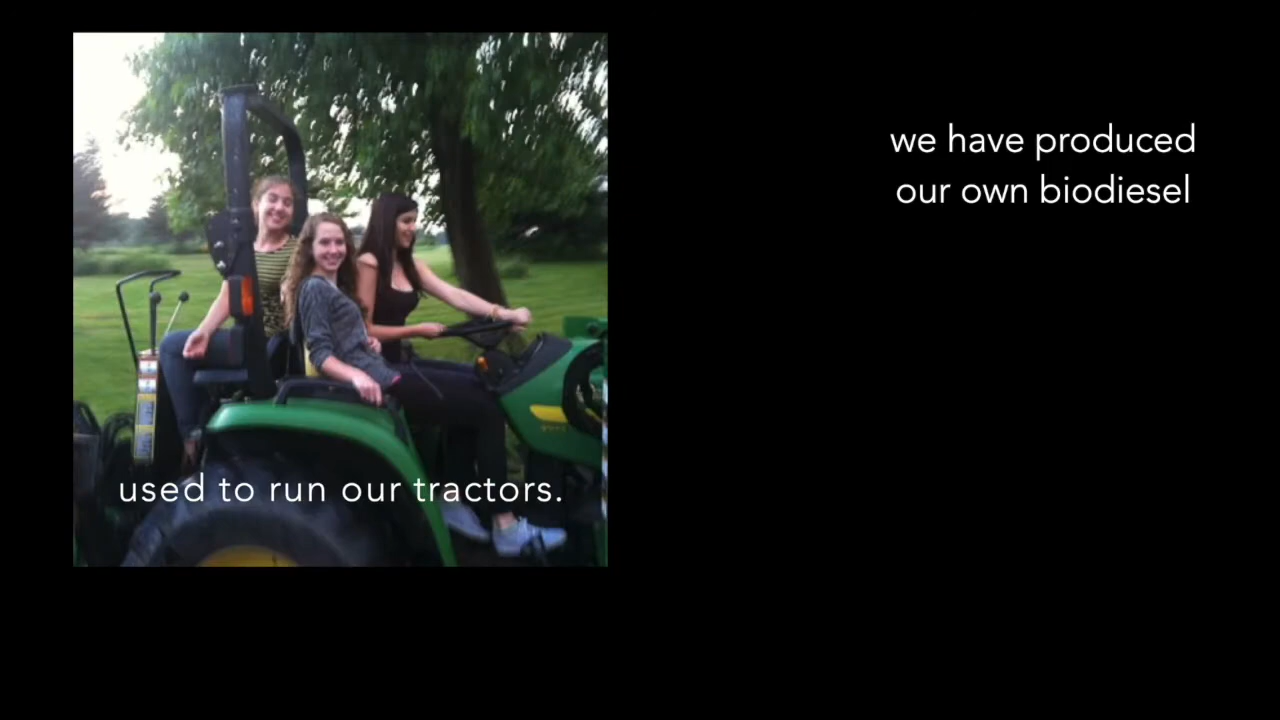 we have produced
our own biodiesel
used to run our tractors.